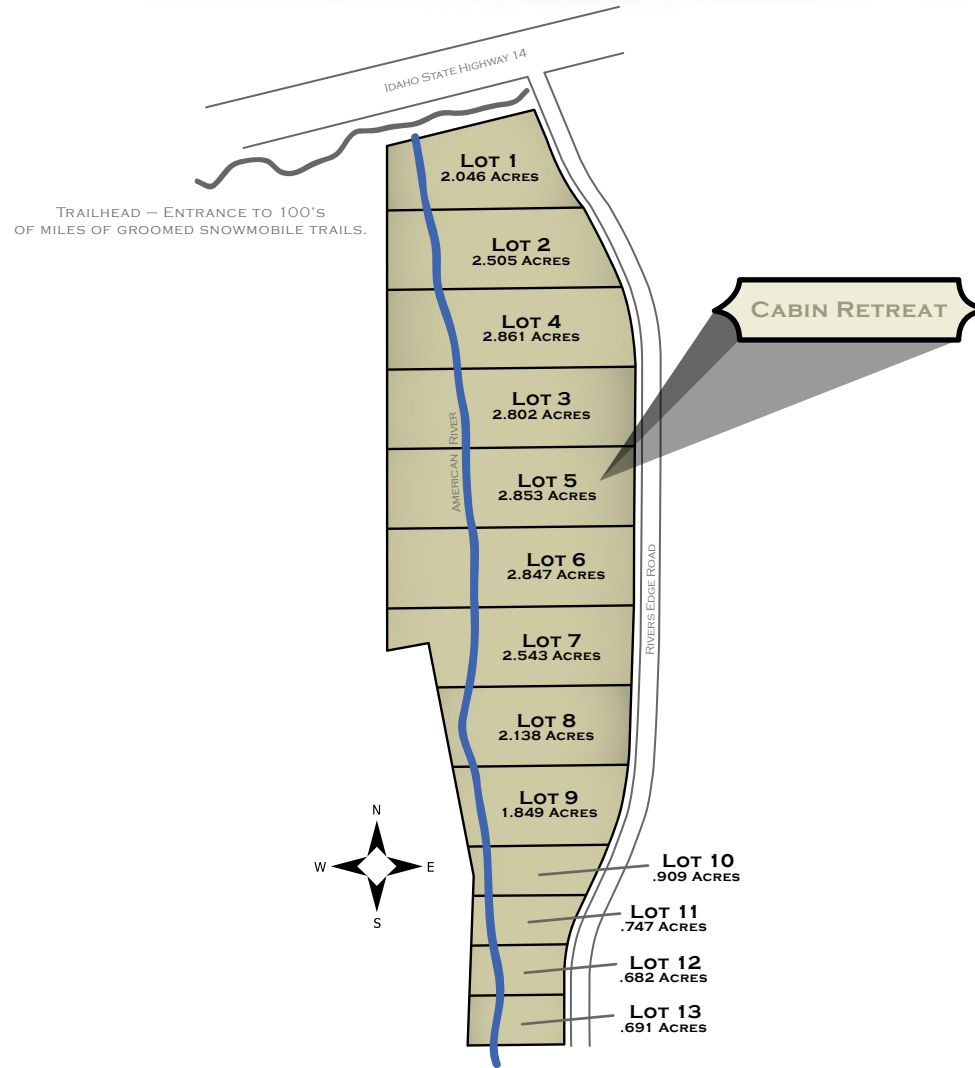 Idaho State Highway 14
Trailhead – Entrance to 100's
of miles of groomed snowmobile trails.
Lot 1
2.046 Acres
Lot 2
2.505 Acres
Cabin Retreat
Lot 4
2.861 Acres
Lot 3
2.802 Acres
American River
Lot 5
2.853 Acres
Lot 6
2.847 Acres
Rivers Edge Road
Lot 7
2.543 Acres
Lot 8
2.138 Acres
Lot 9
1.849 Acres
N
W
E
S
Lot 10
.909 Acres
Lot 11
.747 Acres
Lot 12
.682 Acres
Lot 13
.691 Acres